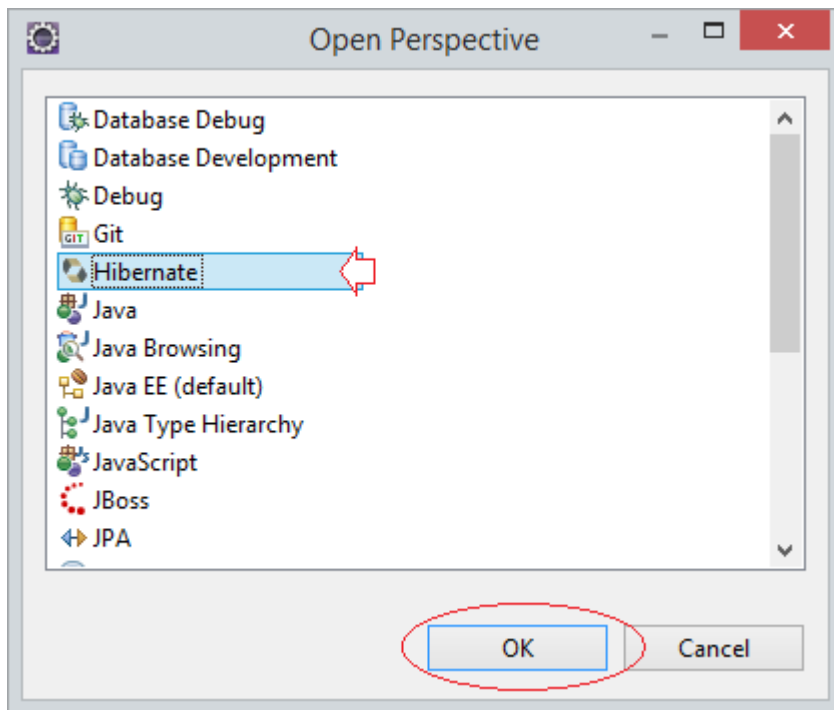 Open Perspective
Database Debug
Database Development
Debug
GIT Git
Hibernate
Java
Java Browsing
Java EE (default)
Java Type Hierarchy
JavaScript
JBoss
JPA
OK Cancel